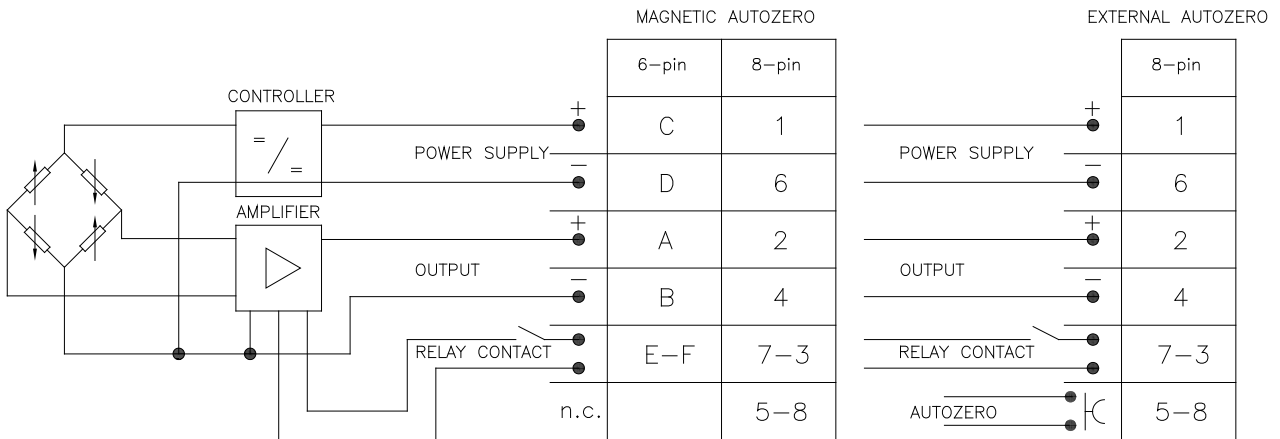 MAGNETIC AUTOZERO
EXTERNAL AUTOZERO
6-pin 8-pin
8-pin
CONTROLLER
= / =
+ C 1
+ 1
POWER SUPPLY
POWER SUPPLY
− D 6
− 6
AMPLIFIER
+ A 2
+ 2
OUTPUT
OUTPUT
− B 4
− 4
RELAY CONTACT
E-F 7-3
RELAY CONTACT
7-3
n.c. 5-8
AUTOZERO
5-8